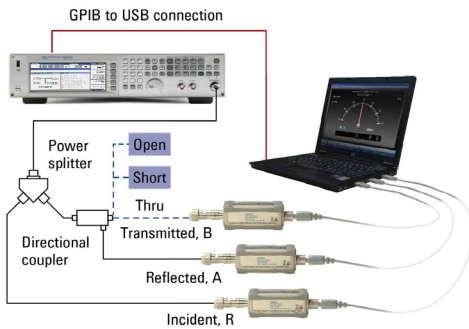 GPIB to USB connection
Power
splitter
Open
Short
Thru
Directional
coupler
Transmitted, B
Reflected, A
Incident, R